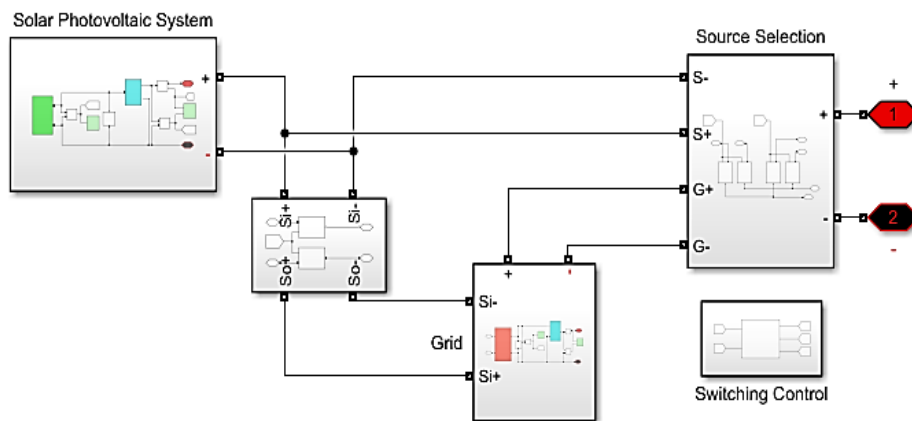 Solar Photovoltaic System
Source Selection
+
-
S-
S+
G+
G-
+
-
+
1
2
-
Si+
Si-
So+
So-
+
-
Si-
Grid
Si+
Switching Control